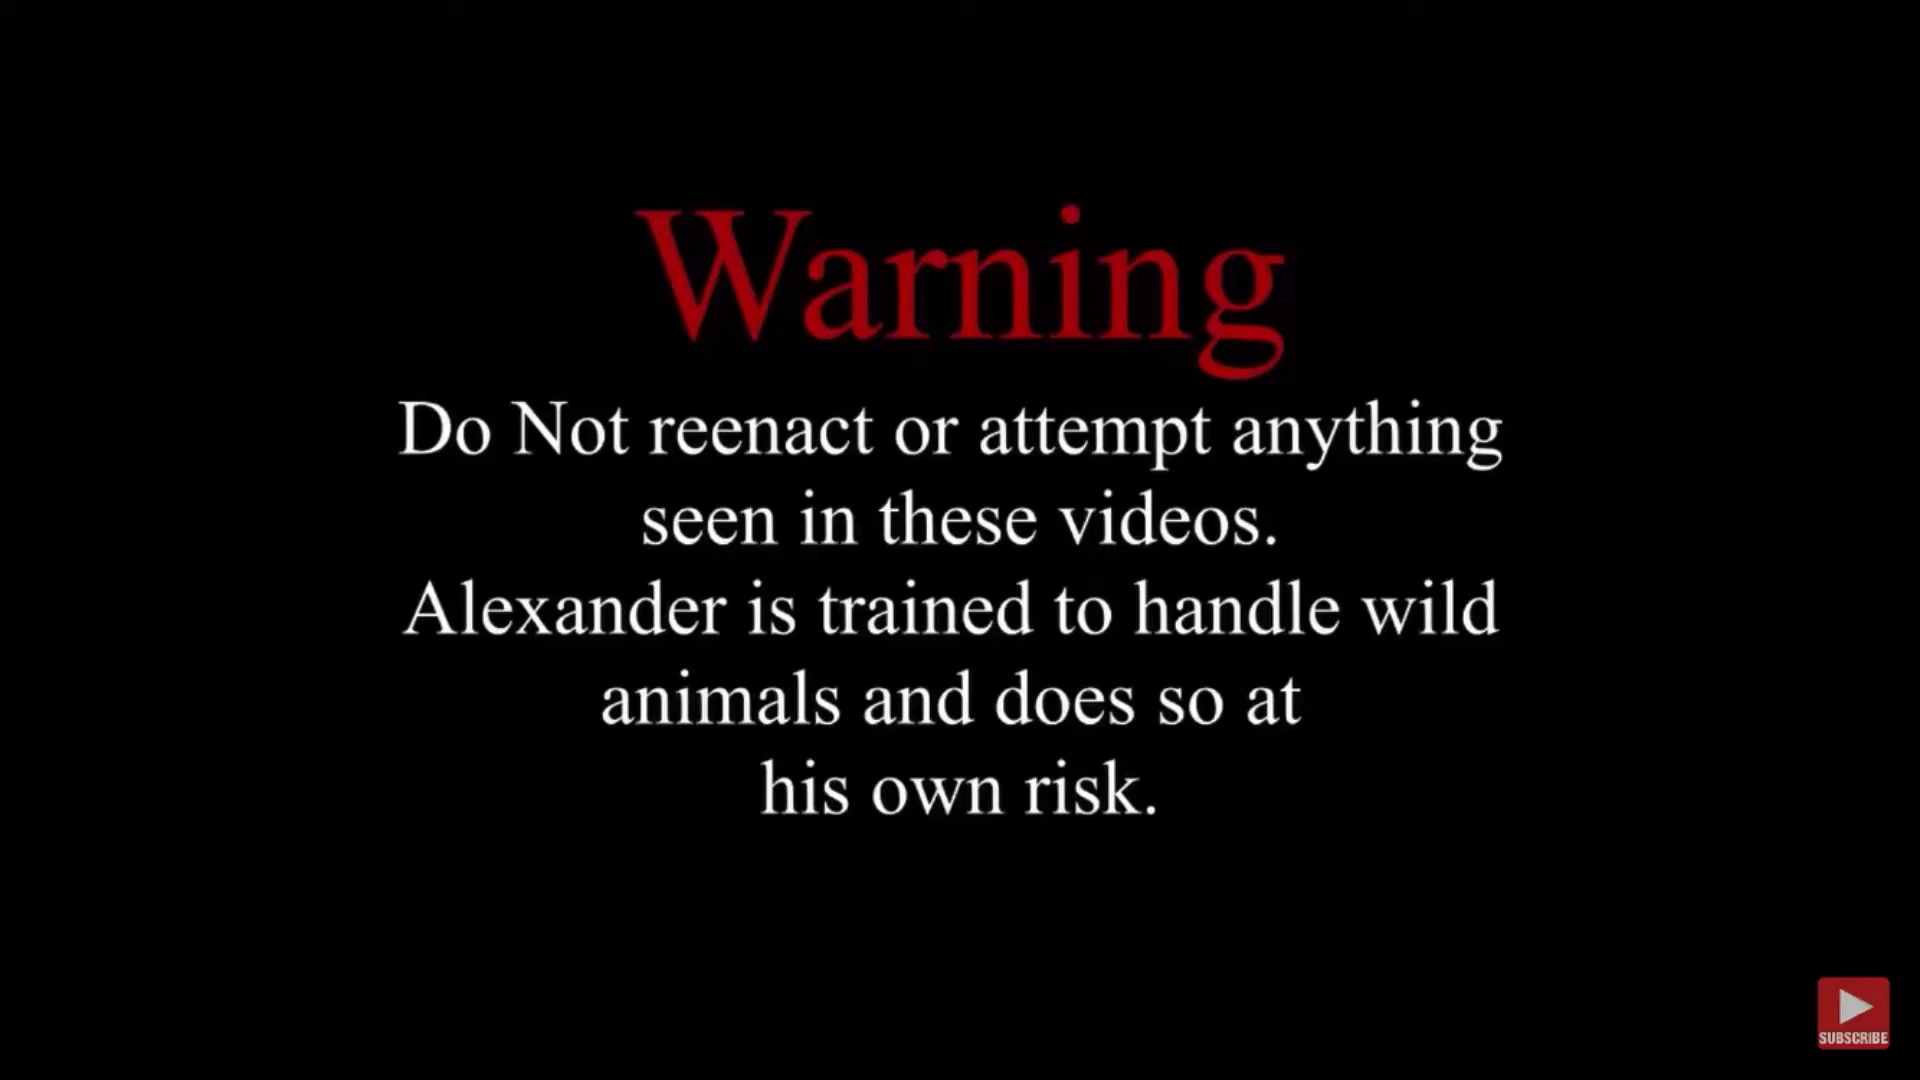 Warning
Do Not reenact or attempt anything
seen in these videos.
Alexander is trained to handle wild
animals and does so at
his own risk.
SUBSCRIBE